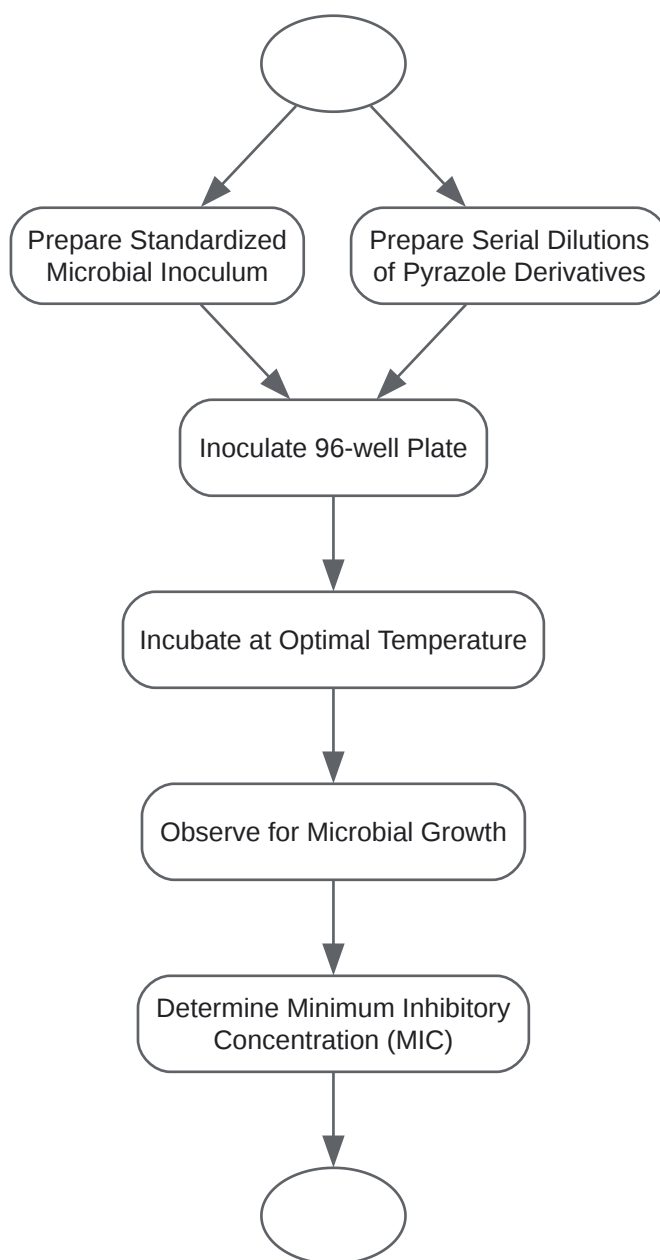 Prepare Standardized
Microbial Inoculum
Prepare Serial Dilutions
of Pyrazole Derivatives
Inoculate 96-well Plate
Incubate at Optimal Temperature
Observe for Microbial Growth
Determine Minimum Inhibitory
Concentration (MIC)